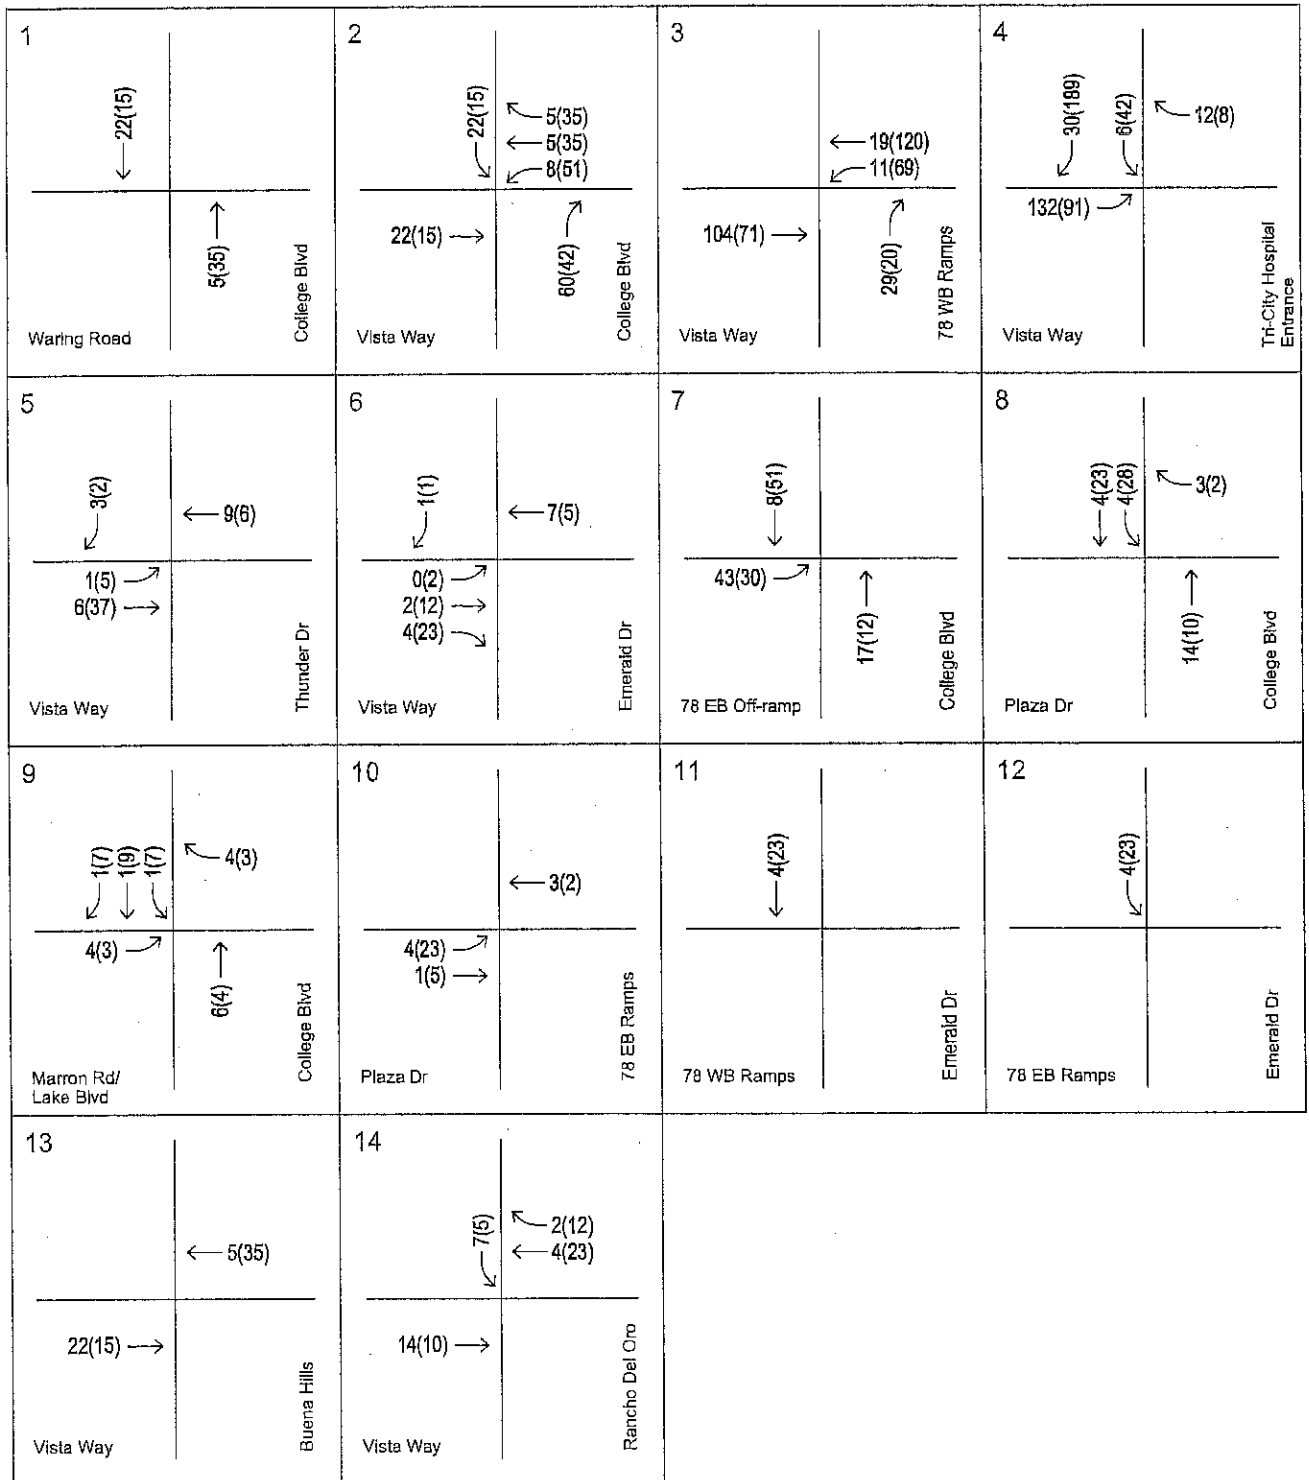 1
22(15)
5(35)
Waring Road
College Blvd
2
22(15)
5(35)
5(35)
8(51)
22(15)
60(42)
Vista Way
College Blvd
3
19(120)
11(69)
104(71)
29(20)
Vista Way
78 WB Ramps
4
30(189)
6(42)
12(8)
132(91)
Vista Way
Tri-City Hospital
Entrance
5
3(2)
9(6)
1(5)
6(37)
Vista Way
Thunder Dr
6
1(1)
7(5)
0(2)
2(12)
4(23)
Vista Way
Emerald Dr
7
8(51)
43(30)
17(12)
78 EB Off-ramp
College Blvd
8
4(23)
4(28)
3(2)
14(10)
Plaza Dr
College Blvd
9
1(7)
1(9)
1(7)
4(3)
4(3)
6(4)
Marron Rd/
Lake Blvd
College Blvd
10
3(2)
4(23)
1(5)
Plaza Dr
78 EB Ramps
11
4(23)
78 WB Ramps
Emerald Dr
12
4(23)
78 EB Ramps
Emerald Dr
13
5(35)
22(15)
Vista Way
Buena Hills
14
7(5)
2(12)
4(23)
14(10)
Vista Way
Rancho Del Oro